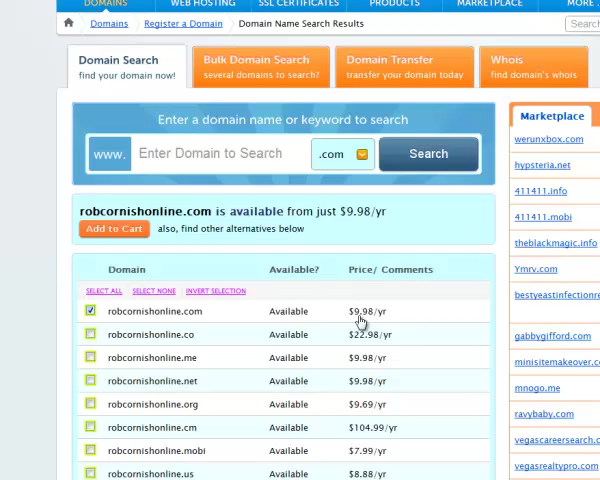 DOMAINS WEB HOSTING SSL CERTIFICATES PRODUCTS MARKETPLACE MORE
Domains Register a Domain Domain Name Search Results
Search
Domain Search
find your domain now!
Bulk Domain Search
several domains to search?
Domain Transfer
transfer your domain today
Whois
find domain's whois
Enter a domain name or keyword to search
www. Enter Domain to Search .com Search
robcornishonline.com is available from just $9.98/yr
Add to Cart also, find other alternatives below
Domain Available? Price/ Comments
SELECT ALL SELECT NONE INVERT SELECTION
robcornishonline.com Available $9.98/yr
robcornishonline.co Available $22.98/yr
robcornishonline.me Available $9.98/yr
robcornishonline.net Available $9.98/yr
robcornishonline.org Available $9.69/yr
robcornishonline.cm Available $104.99/yr
robcornishonline.mobi Available $7.99/yr
robcornishonline.us Available $8.88/yr
Marketplace
werunxbox.com
hypsteria.net
411411.info
411411.mobi
theblackmagic.info
Ymrv.com
bestyeastinfectionre
gabbygifford.com
minisitemakeover.c
mnogo.me
ravybaby.com
vegascareersearch.c
vegasrealtypro.com